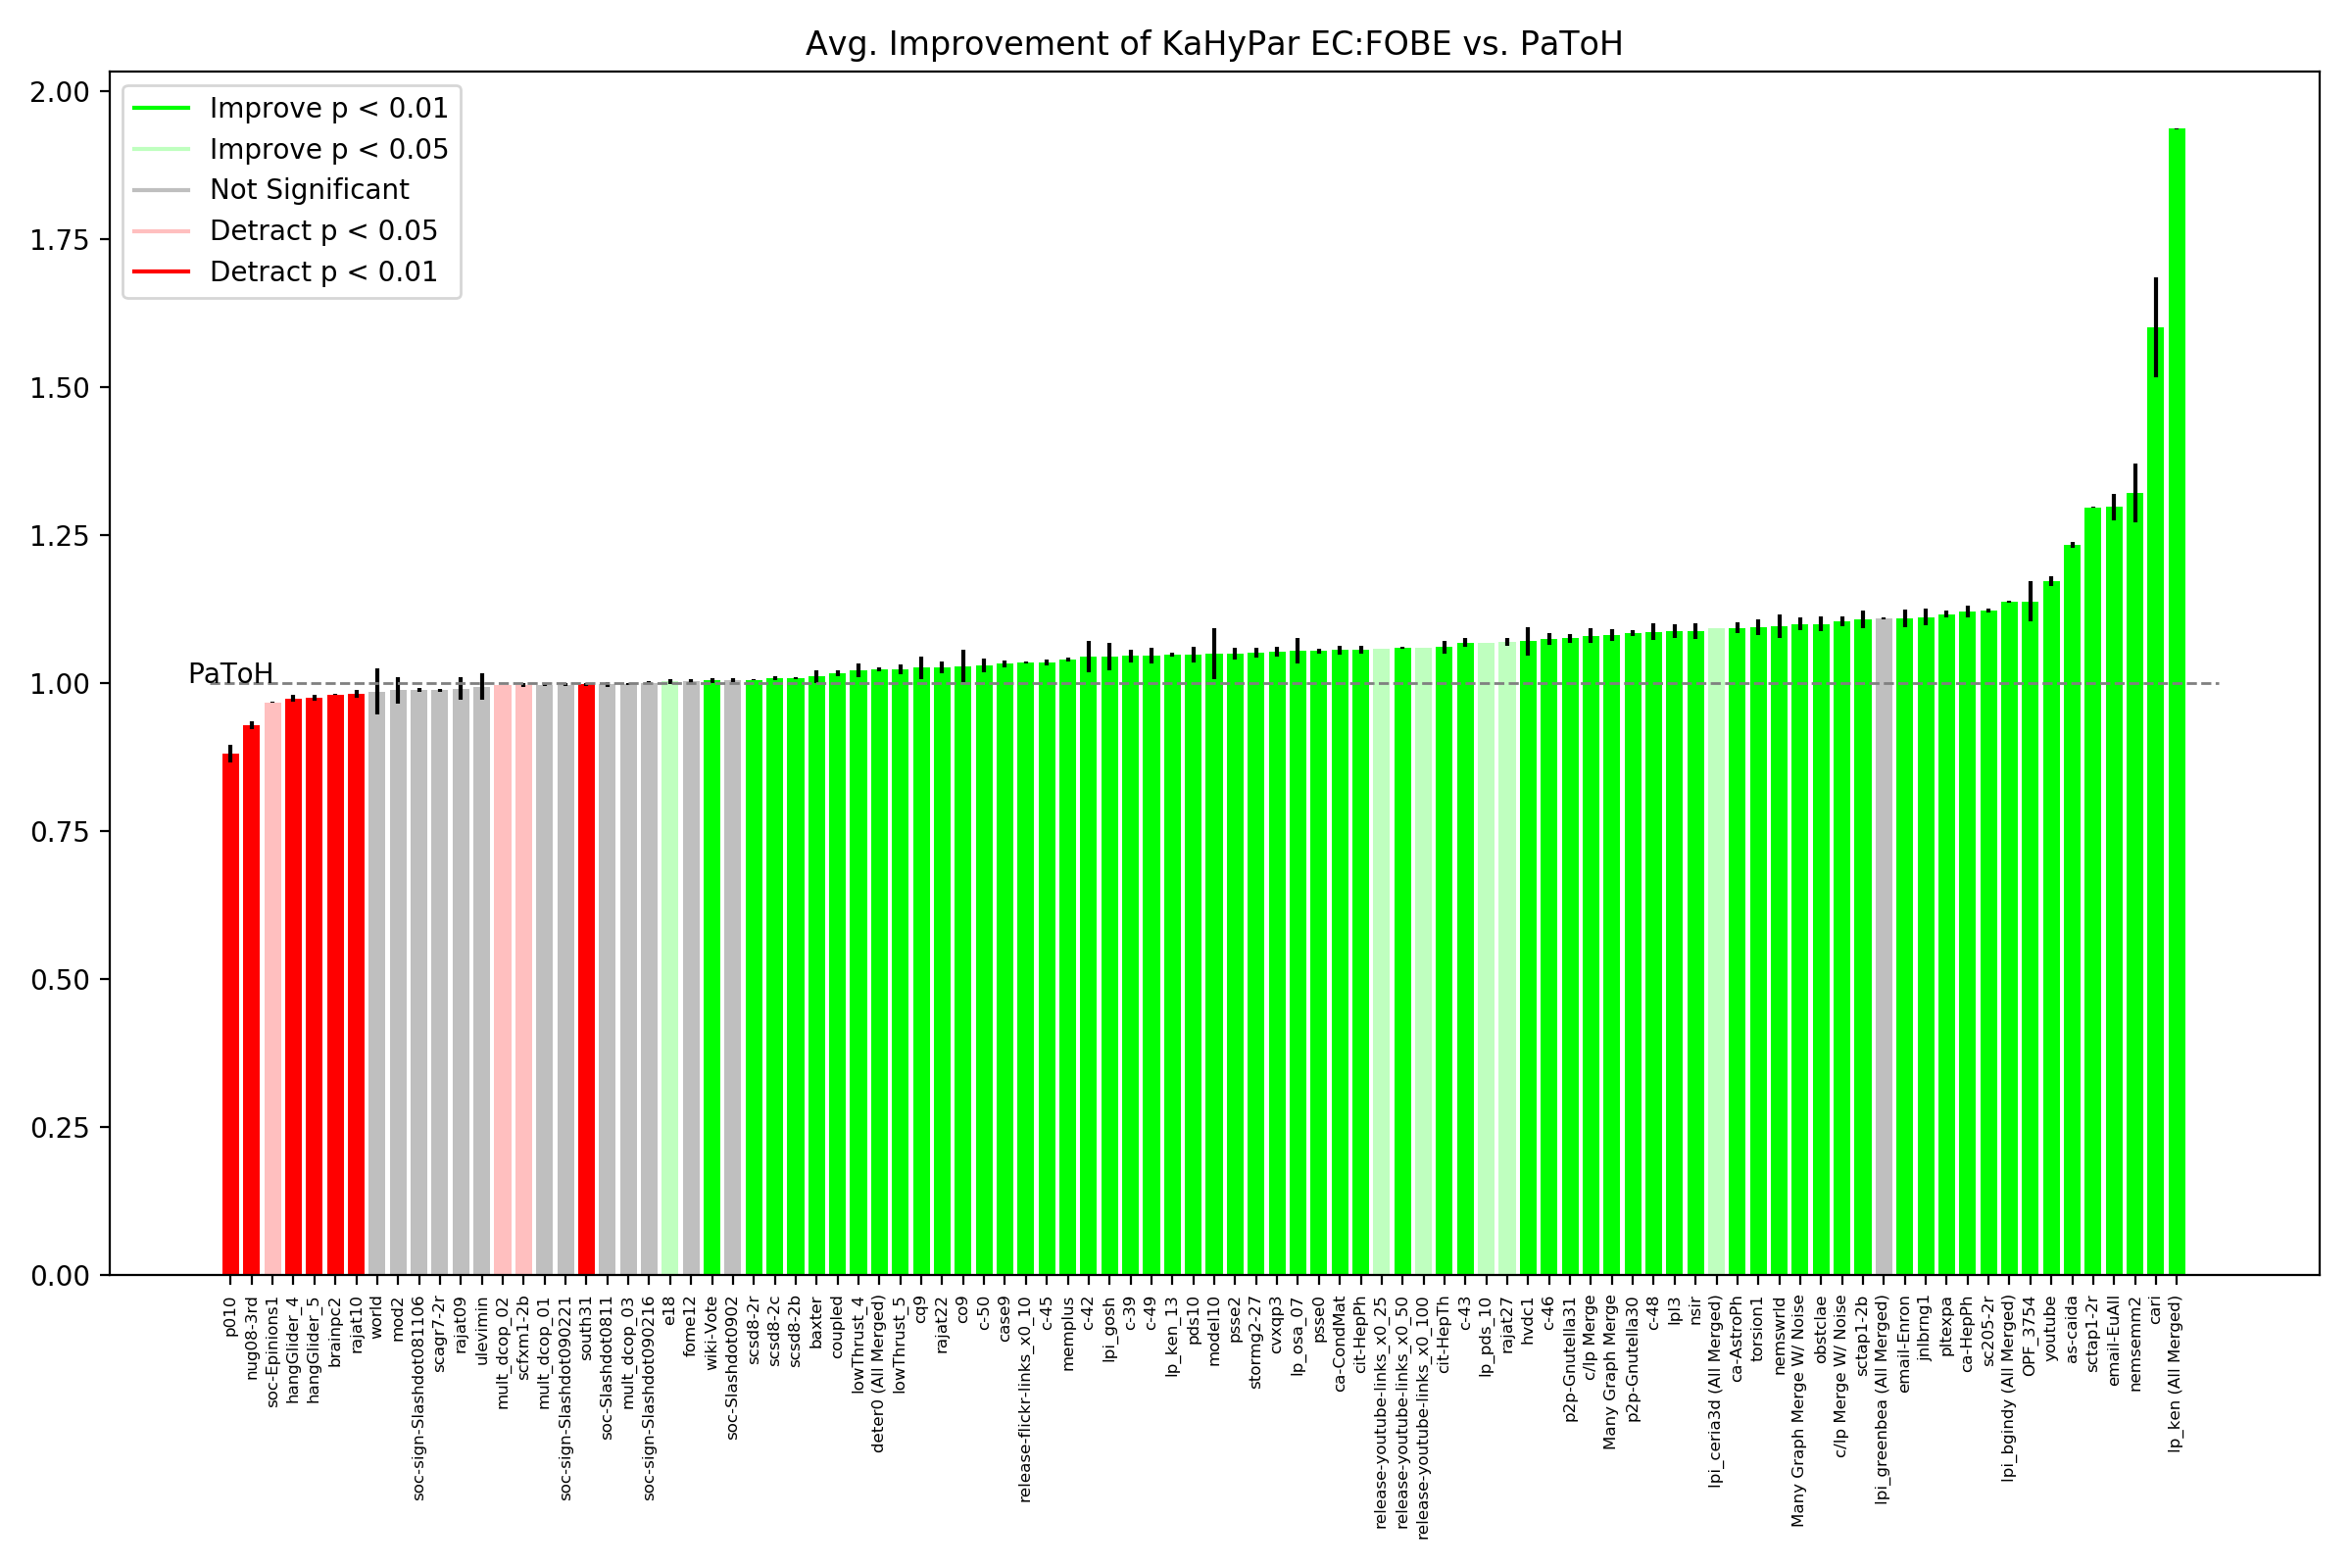 Avg. Improvement of KaHyPar EC:FOBE vs. PaToH
2.00
1.75
1.50
1.25
1.00
0.75
0.50
0.25
0.00
Improve p < 0.01
Improve p < 0.05
Not Significant
Detract p < 0.05
Detract p < 0.01
PaToH
p010
nug08-3rd
soc-Epinions1
hangGlider_4
hangGlider_5
brainpc2
rajat10
world
mod2
soc-sign-Slashdot081106
scagr7-2r
rajat09
ulevimin
mult_dcop_02
scfxm1-2b
mult_dcop_01
soc-sign-Slashdot090221
south31
soc-Slashdot0811
mult_dcop_03
soc-sign-Slashdot090216
e18
fome12
wiki-Vote
soc-Slashdot0902
scsd8-2r
scsd8-2c
scsd8-2b
baxter
coupled
lowThrust_4
deter0 (All Merged)
lowThrust_5
cq9
rajat22
co9
c-50
case9
release-flickr-links_x0_10
c-45
memplus
c-42
lpi_gosh
c-39
c-49
lp_ken_13
pds10
model10
psse2
stormg2-27
cvxqp3
lp_osa_07
psse0
ca-CondMat
cit-HepPh
release-youtube-links_x0_25
release-youtube-links_x0_50
release-youtube-links_x0_100
cit-HepTh
c-43
lp_pds_10
rajat27
hvdc1
c-46
p2p-Gnutella31
c/lp Merge
Many Graph Merge
p2p-Gnutella30
c-48
lpl3
nsir
lpi_ceria3d (All Merged)
ca-AstroPh
torsion1
nemswrld
Many Graph Merge W/ Noise
obstclae
c/lp Merge W/ Noise
sctap1-2b
lpi_greenbea (All Merged)
email-Enron
jnlbrng1
pltexpa
ca-HepPh
sc205-2r
lpi_bgindy (All Merged)
OPF_3754
youtube
as-caida
sctap1-2r
email-EuAll
nemsemm2
cari
lp_ken (All Merged)